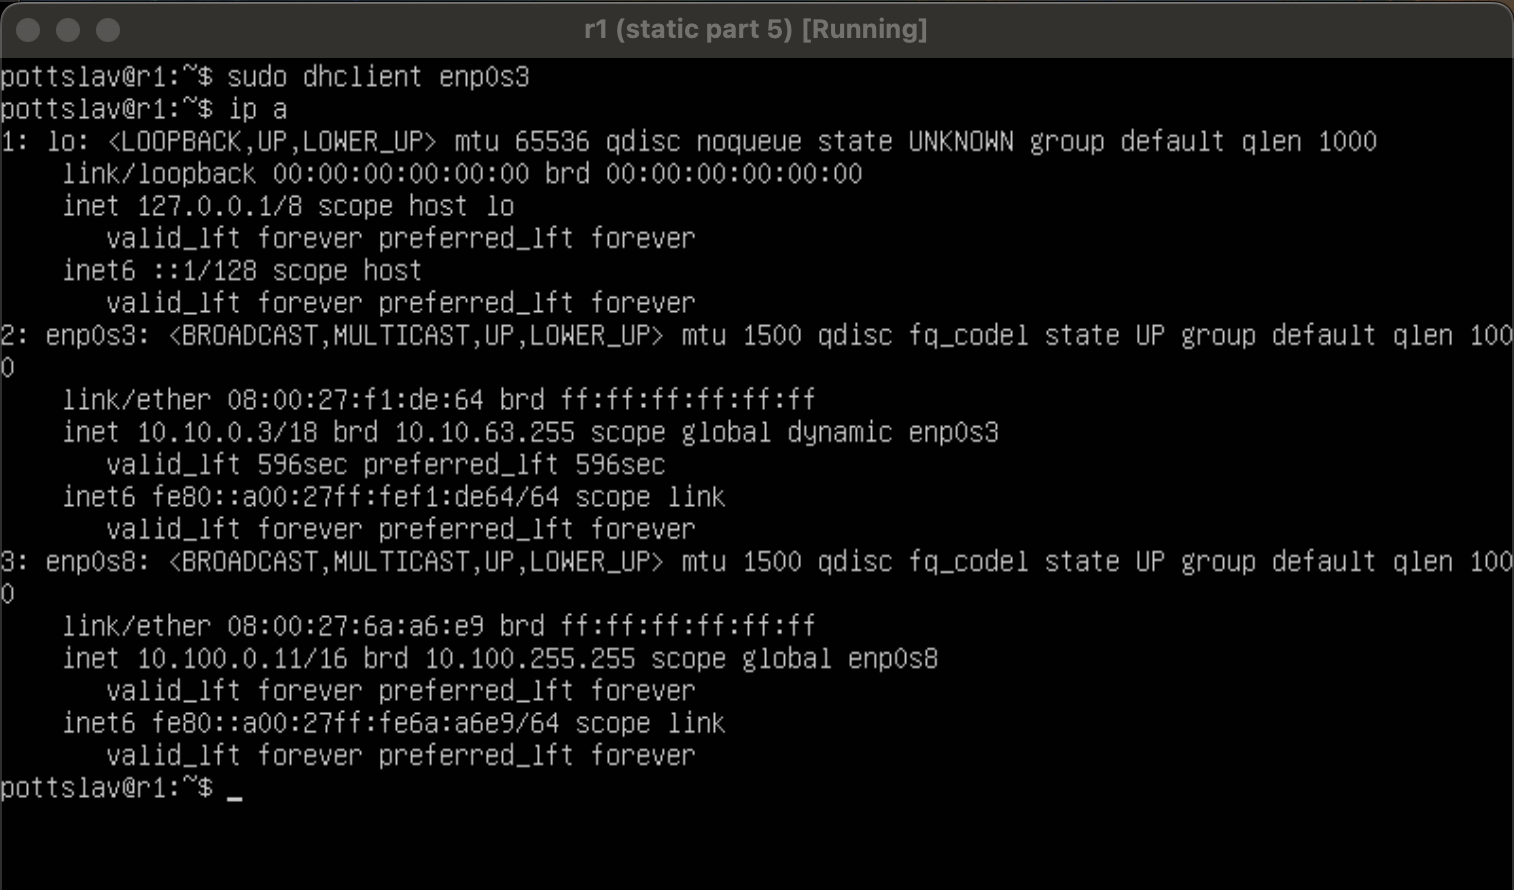 r1 (static part 5) [Running]
pottslav@r1:~$ sudo dhclient enp0s3
pottslav@r1:~$ ip a
1: lo: <LOOPBACK,UP,LOWER_UP> mtu 65536 qdisc noqueue state UNKNOWN group default qlen 1000
    link/loopback 00:00:00:00:00:00 brd 00:00:00:00:00:00
    inet 127.0.0.1/8 scope host lo
       valid_lft forever preferred_lft forever
    inet6 ::1/128 scope host
       valid_lft forever preferred_lft forever
2: enp0s3: <BROADCAST,MULTICAST,UP,LOWER_UP> mtu 1500 qdisc fq_codel state UP group default qlen 100
0
    link/ether 08:00:27:f1:de:64 brd ff:ff:ff:ff:ff:ff
    inet 10.10.0.3/18 brd 10.10.63.255 scope global dynamic enp0s3
       valid_lft 596sec preferred_lft 596sec
    inet6 fe80::a00:27ff:fef1:de64/64 scope link
       valid_lft forever preferred_lft forever
3: enp0s8: <BROADCAST,MULTICAST,UP,LOWER_UP> mtu 1500 qdisc fq_codel state UP group default qlen 100
0
    link/ether 08:00:27:6a:a6:e9 brd ff:ff:ff:ff:ff:ff
    inet 10.100.0.11/16 brd 10.100.255.255 scope global enp0s8
       valid_lft forever preferred_lft forever
    inet6 fe80::a00:27ff:fe6a:a6e9/64 scope link
       valid_lft forever preferred_lft forever
pottslav@r1:~$ _